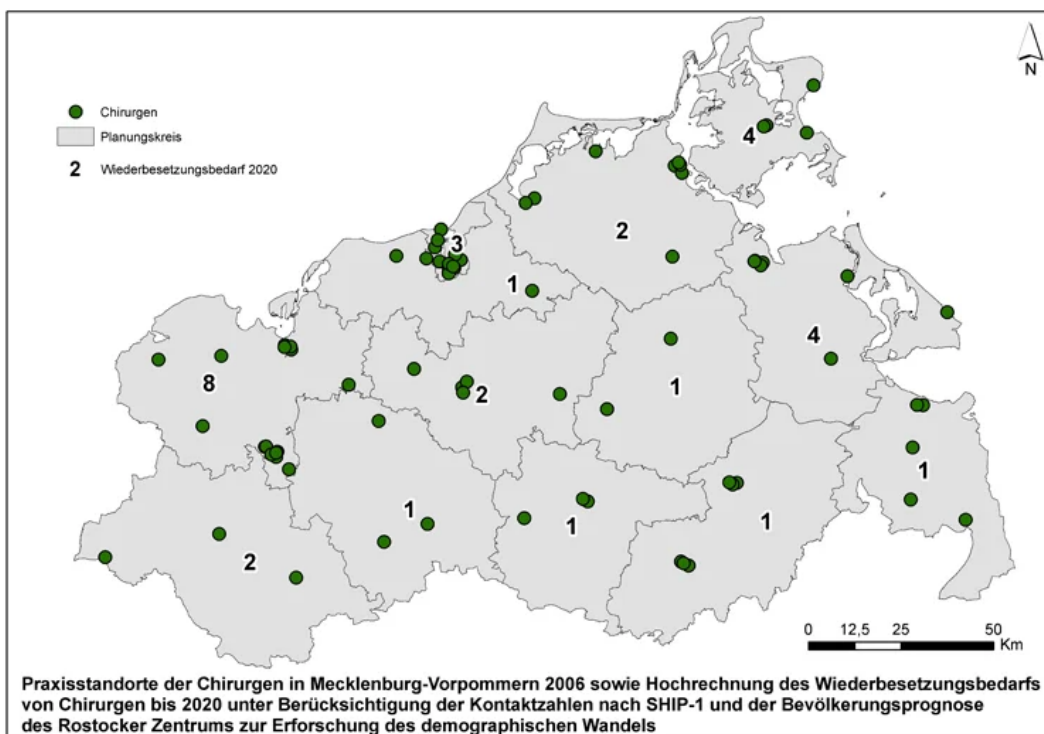 N
Chirurgen
Planungskreis
2 Wiederbesetzungsbedarf 2020
4
2
3
1
4
8
2
1
1
1
1
1
2
0 12,5 25 50
Km
Praxisstandorte der Chirurgen in Mecklenburg-Vorpommern 2006 sowie Hochrechnung des Wiederbesetzungsbedarfs
von Chirurgen bis 2020 unter Berücksichtigung der Kontaktzahlen nach SHIP-1 und der Bevölkerungsprognose
des Rostocker Zentrums zur Erforschung des demographischen Wandels